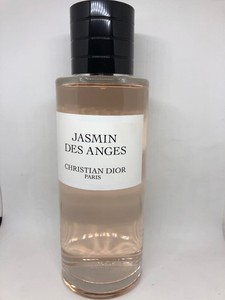 JASMIN
DES ANGES
CHRISTIAN DIOR
PARIS